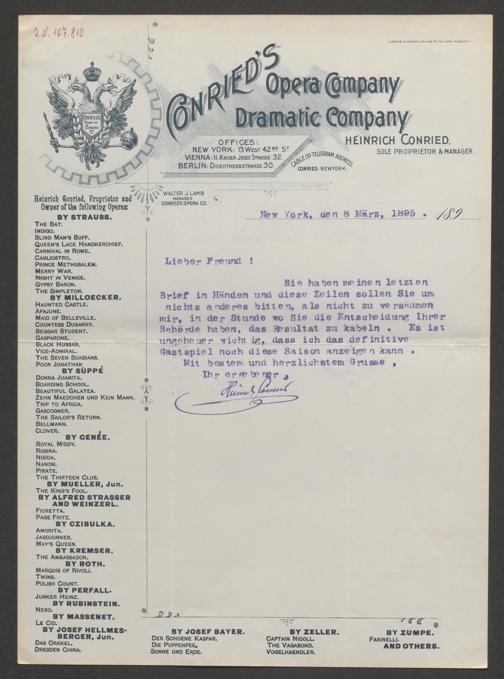 I.N. 107.810
CONRIED'S
Opera Company
Dramatic Company
CONRIEDS
OFFICES:
NEW YORK: 13 WEST 42ND ST
VIENNA: II. KAISER JOSEF STRASSE 32.
BERLIN: DOROTHEENSTRASSE 30.
HEINRICH CONRIED,
SOLE PROPRIETOR & MANAGER.
CABLE OR TELEGRAM ADDRESS.
CONRIED: NEWYORK.
WALTER J. LAMB
MANAGER
CONRIED'S OPERA CO.
New York, den 8 März, 1895 . 189
Lieber Freund !
Sie haben meinen letzten
Brief in Händen und diese Zeilen sollen Sie um
nichts anderes bitten, als nicht zu versäumen
mir, in der Stunde wo Sie die Entscheidung Ihrer
Behörde haben, das Resultat zu kabeln . Es ist
ungeheuer wichtig, dass ich das definitive
Gastspiel noch diese Saison anzeigen kann .
Mit bestem und herzlichstem Grusse ,
Ihr ergebener,
Heinr. Conried
Heinrich Conried, Proprietor and
Owner of the following Operas:
BY STRAUSS.
THE BAT.
INDIGO.
BLIND MAN'S BUFF.
QUEEN'S LACE HANDKERCHIEF.
CARNIVAL IN ROME.
CAGLIOSTRO.
PRINCE METHUSALEM.
MERRY WAR.
NIGHT IN VENICE.
GYPSY BARON.
THE SIMPLETON.
BY MILLOECKER.
HAUNTED CASTLE.
APAJUNE.
MAID OF BELLEVILLE.
COUNTESS DUBARRY.
BEGGAR STUDENT.
GASPARONE.
BLACK HUSSAR.
VICE-ADMIRAL.
THE SEVEN SUABIANS.
POOR JONATHAN
BY SUPPÉ
DONNA JUANITA.
BOARDING SCHOOL.
BEAUTIFUL GALATEA.
ZEHN MAEDCHEN UND KEIN MANN.
TRIP TO AFRICA.
GASCOGNER.
THE SAILOR'S RETURN.
BELLMANN.
CLOVER.
BY GENÉE.
ROYAL MIDDY.
ROSINA.
NISIDA.
NANON.
PIRATE.
THE THIRTEEN CLUB.
BY MUELLER, Jun.
THE KING'S FOOL.
BY ALFRED STRASSER
AND WEINZERL.
FIORETTA.
PAGE FRITZ.
BY CZIBULKA.
AMORITA.
JAGDJUNKER.
MAY'S QUEEN.
BY KREMSER.
THE AMBASSADOR.
BY ROTH.
MARQUIS OF RIVOLI.
TWINS.
POLISH COUNT.
BY PERFALL.
JUNKER HEINZ.
BY RUBINSTEIN.
NERO.
BY MASSENET.
LE CID.
BY JOSEF HELLMES-
BERGER, Jun.
DAS ORAKEL.
DRESDEN CHINA.
BY JOSEF BAYER.
DER SCHOENE KASPAR.
DIE PUPPENFEE.
SONNE UND ERDE.
BY ZELLER.
CAPTAIN NICOLL.
THE VAGABOND.
VOGELHAENDLER.
BY ZUMPE.
FARINELLI.
AND OTHERS.